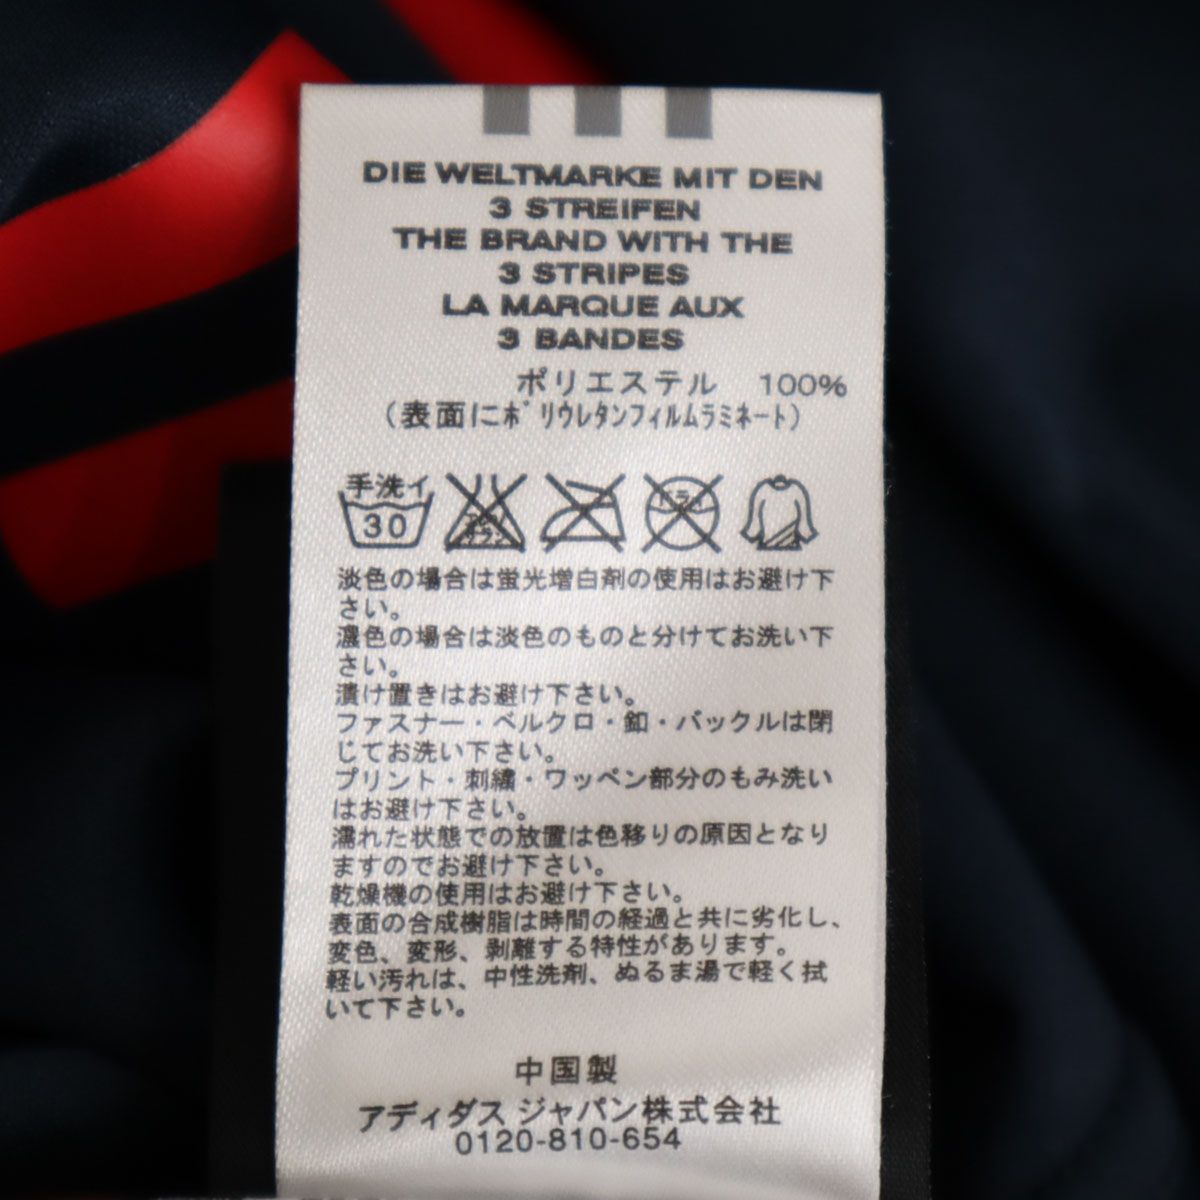 DIE WELTMARKE MIT DEN
3 STREIFEN
THE BRAND WITH THE
3 STRIPES
LA MARQUE AUX
3 BANDES
ポリエステル 100%
(表面にポリウレタンフィルムラミネート)
手洗イ
30
エンソサラシ
ドライ
淡色の場合は蛍光増白剤の使用はお避け下
さい。
濃色の場合は淡色のものと分けてお洗い下
さい。
漬け置きはお避け下さい。
ファスナー・ベルクロ・釦・バックルは閉
じてお洗い下さい。
プリント・刺繍・ワッペン部分のもみ洗い
はお避け下さい。
濡れた状態での放置は色移りの原因となり
ますのでお避け下さい。
乾燥機の使用はお避け下さい。
表面の合成樹脂は時間の経過と共に劣化し、
変色、変形、剥離する特性があります。
軽い汚れは、中性洗剤、ぬるま湯で軽く拭
いて下さい。
中国製
アディダス ジャパン株式会社
0120-810-654